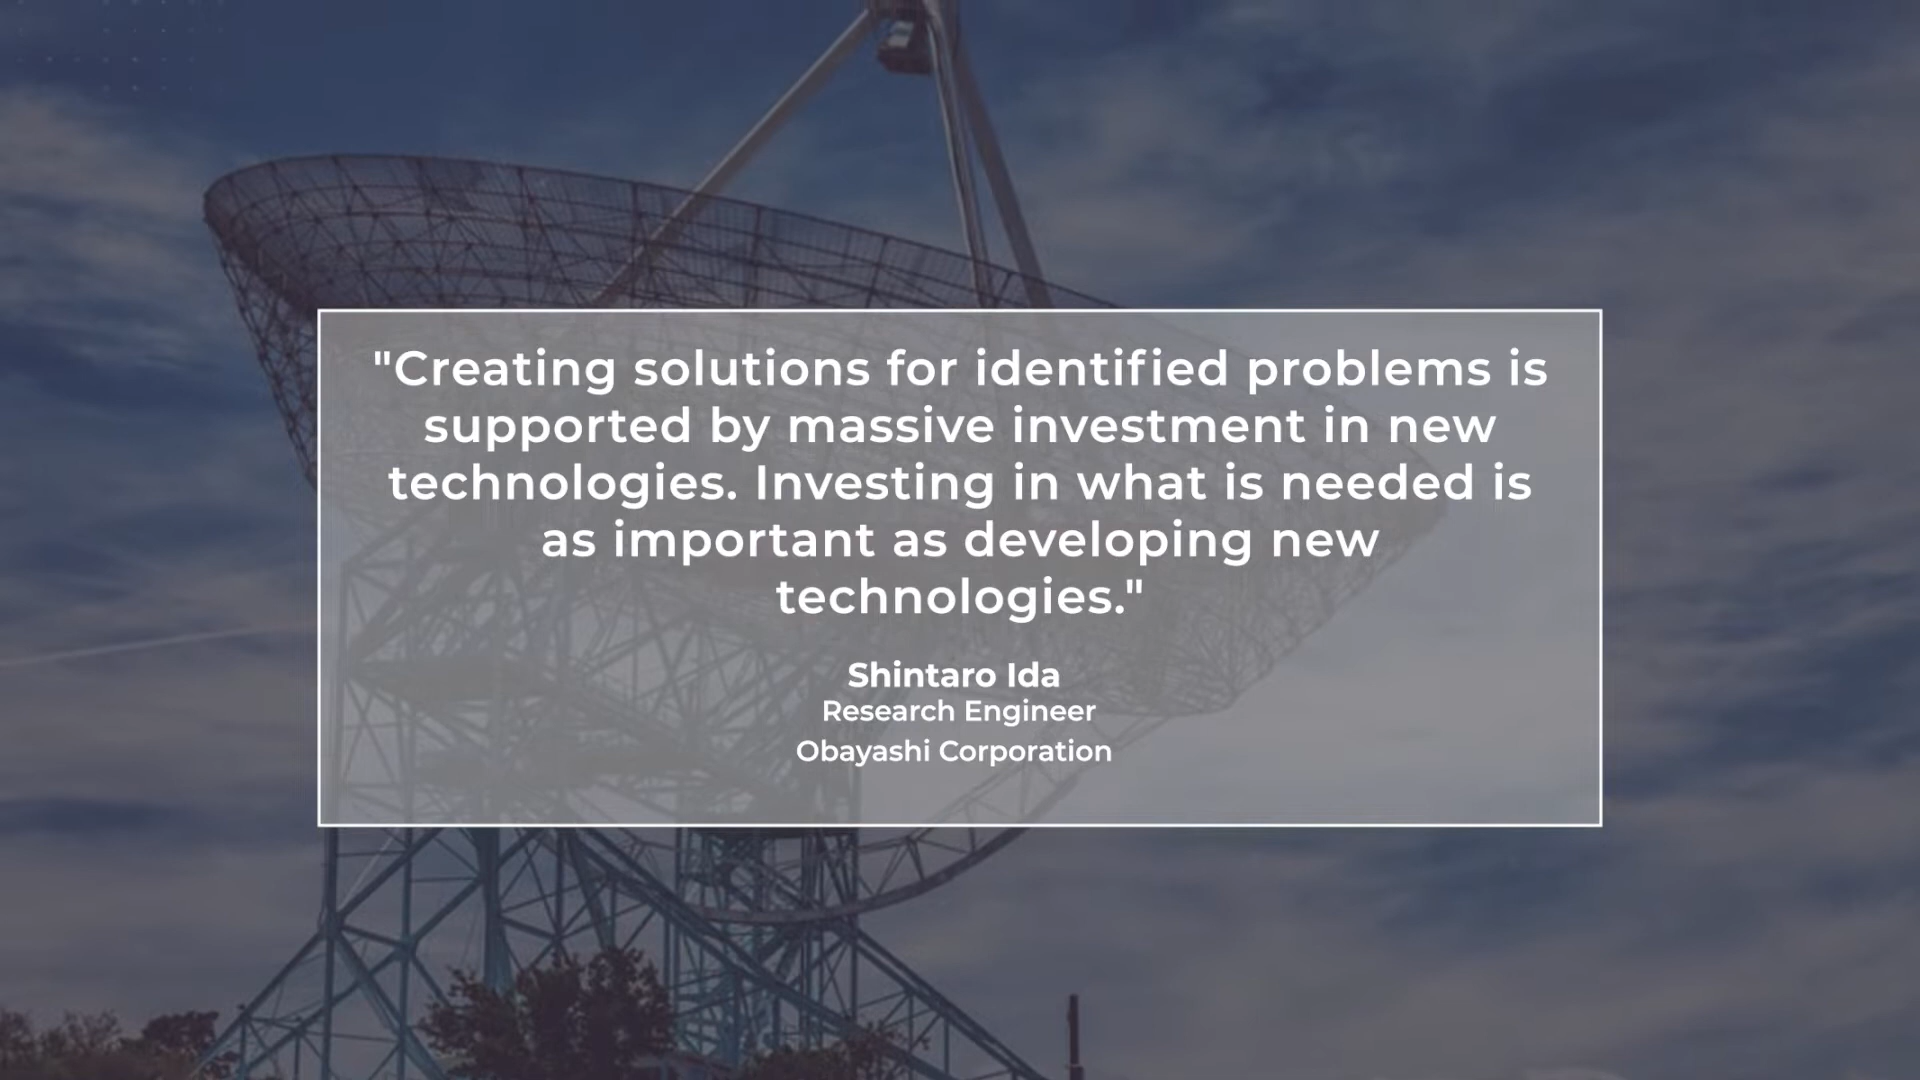 "Creating solutions for identified problems is
supported by massive investment in new
technologies. Investing in what is needed is
as important as developing new
technologies."
Shintaro Ida
Research Engineer
Obayashi Corporation